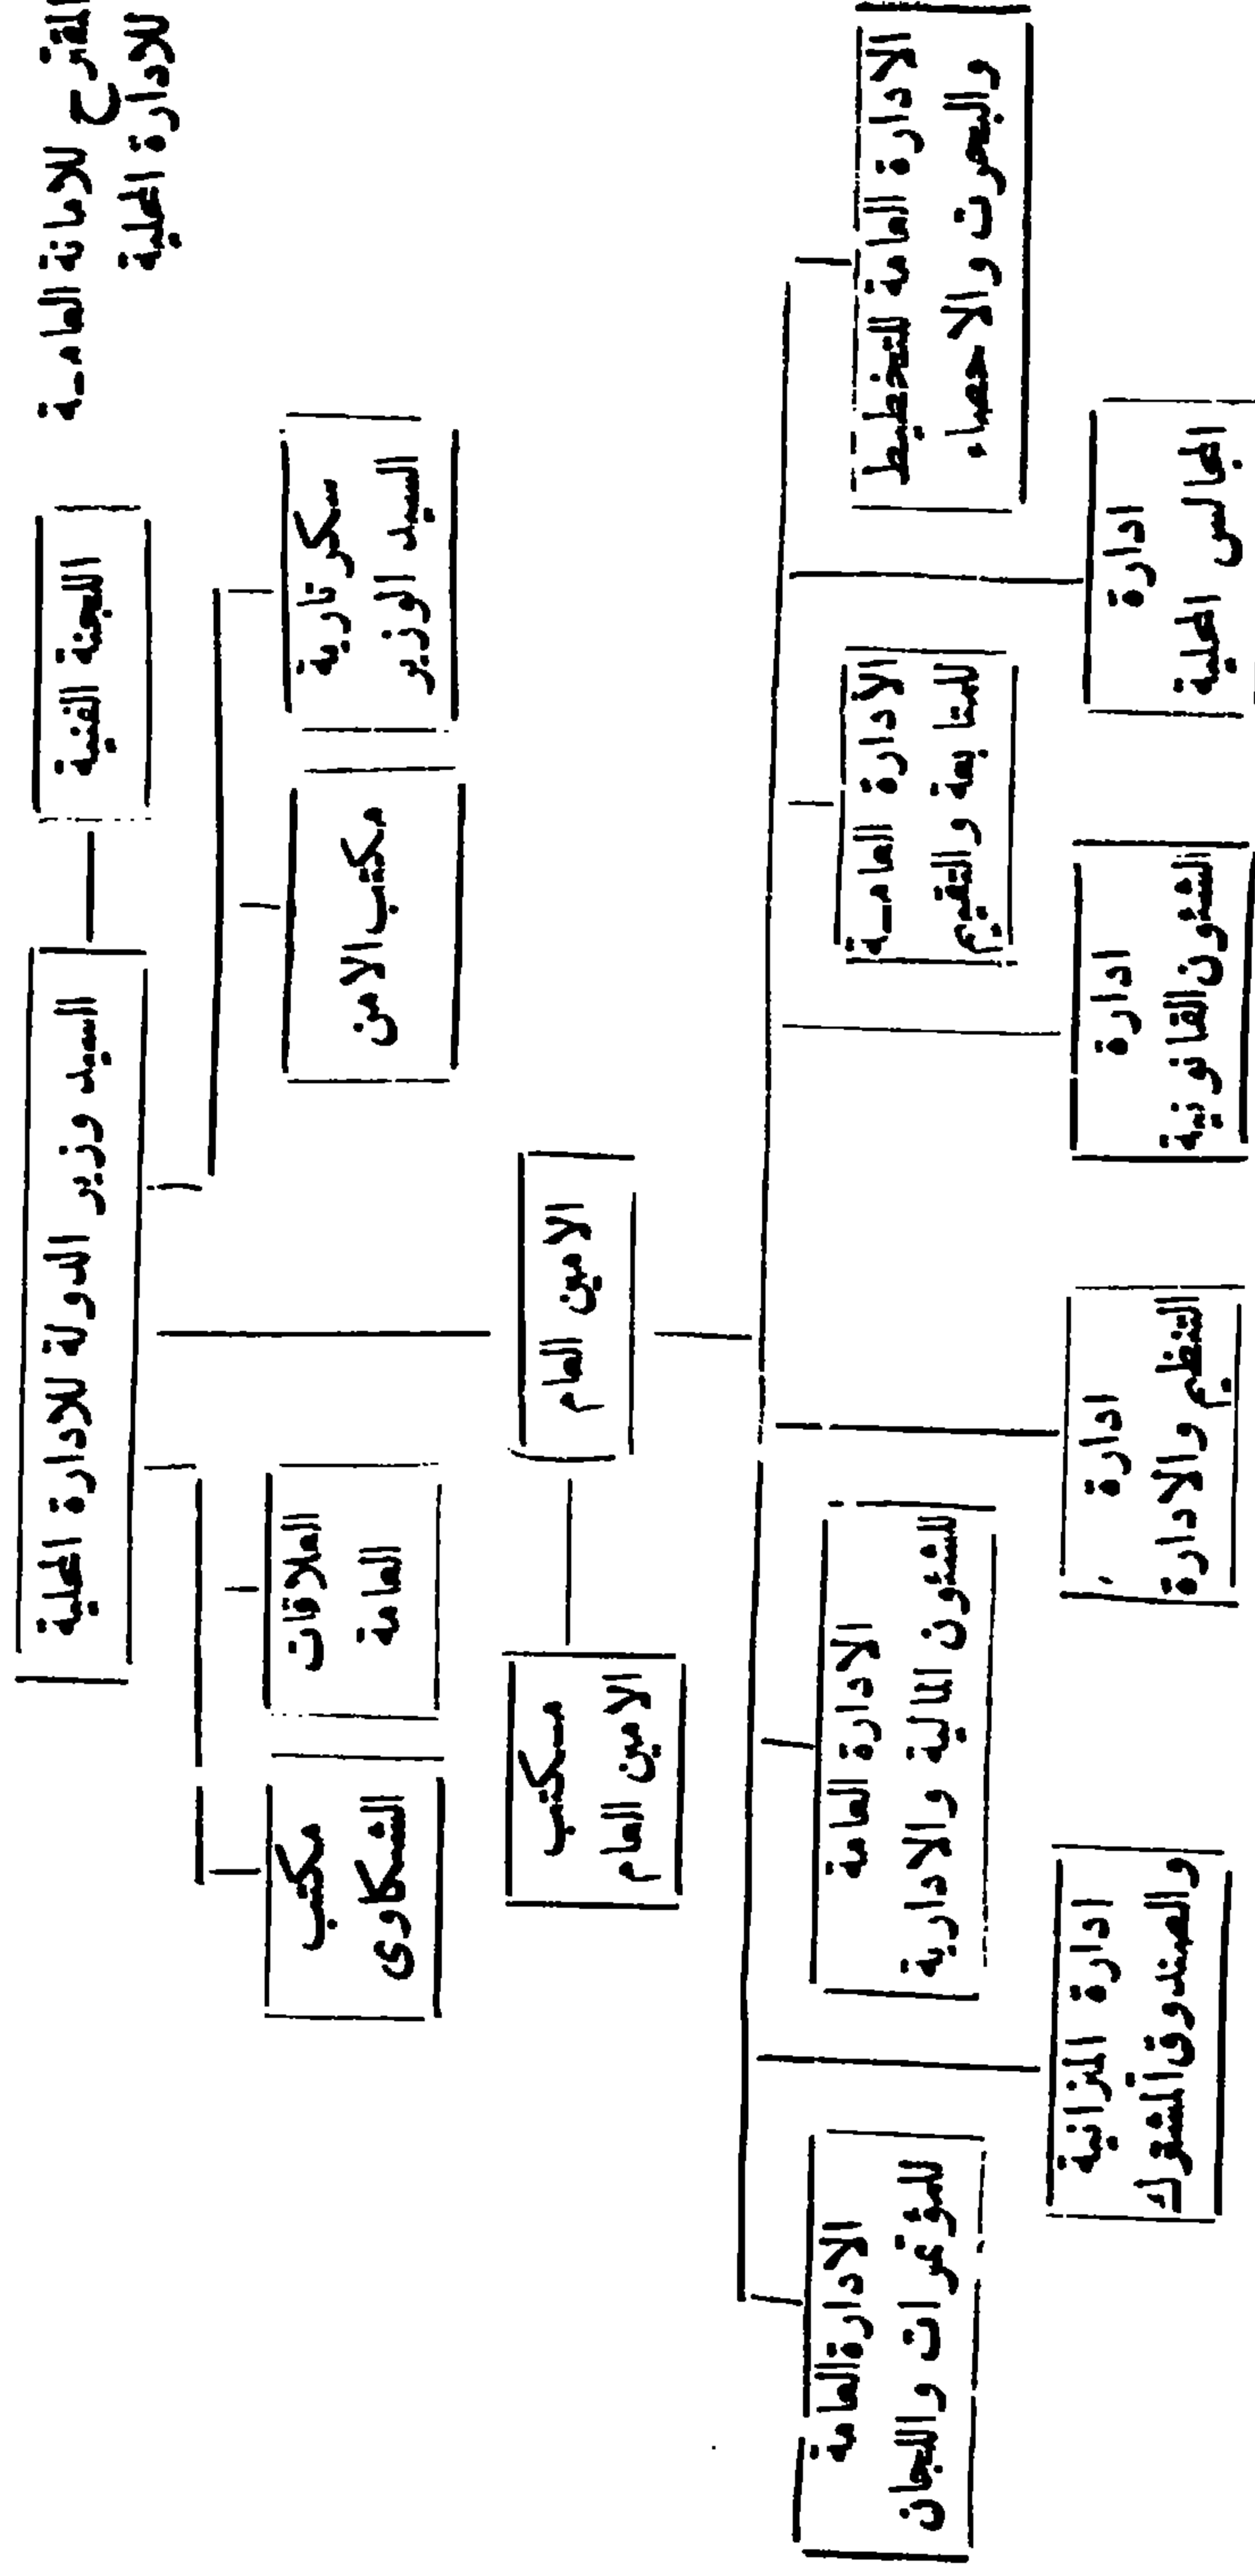 المقترح للامانة العامة
للادارة المحلية
اللجنة الفنية
السيد وزير الدولة للادارة المحلية
سكرتارية
السيد الوزير
مكتب الامن
العلاقات
العامة
مكتب
الشكاوى
الامين العام
مكتب
الامين العام
الادارة العامة للتخطيط
والبحوث والاحصاء
الادارة العامة
للمتابعة والتقييم
الادارة العامة
للشئون المالية والادارية
الادارة العامة
للمؤتمرات واللجان
ادارة
المجالس المحلية
ادارة
الشئون القانونية
ادارة
التنظيم والادارة
ادارة الميزانية
والصندوق المشترك